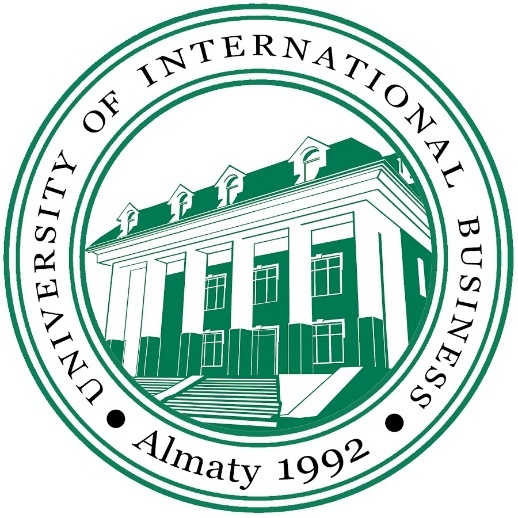 UNIVERSITY OF INTERNATIONAL BUSINESS
• Almaty 1992 •